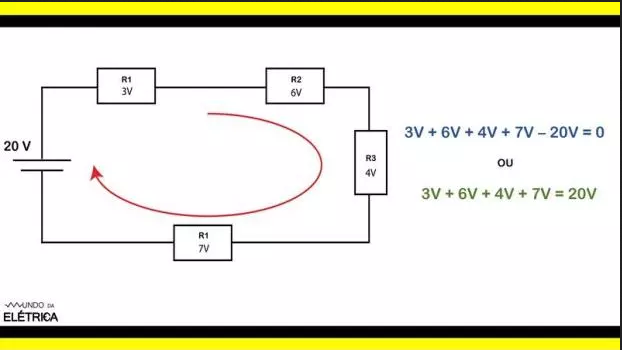 R1
3V
R2
6V
20 V
R3
4V
R1
7V
3V + 6V + 4V + 7V – 20V = 0
OU
3V + 6V + 4V + 7V = 20V
MUNDO DA
ELÉTRICA